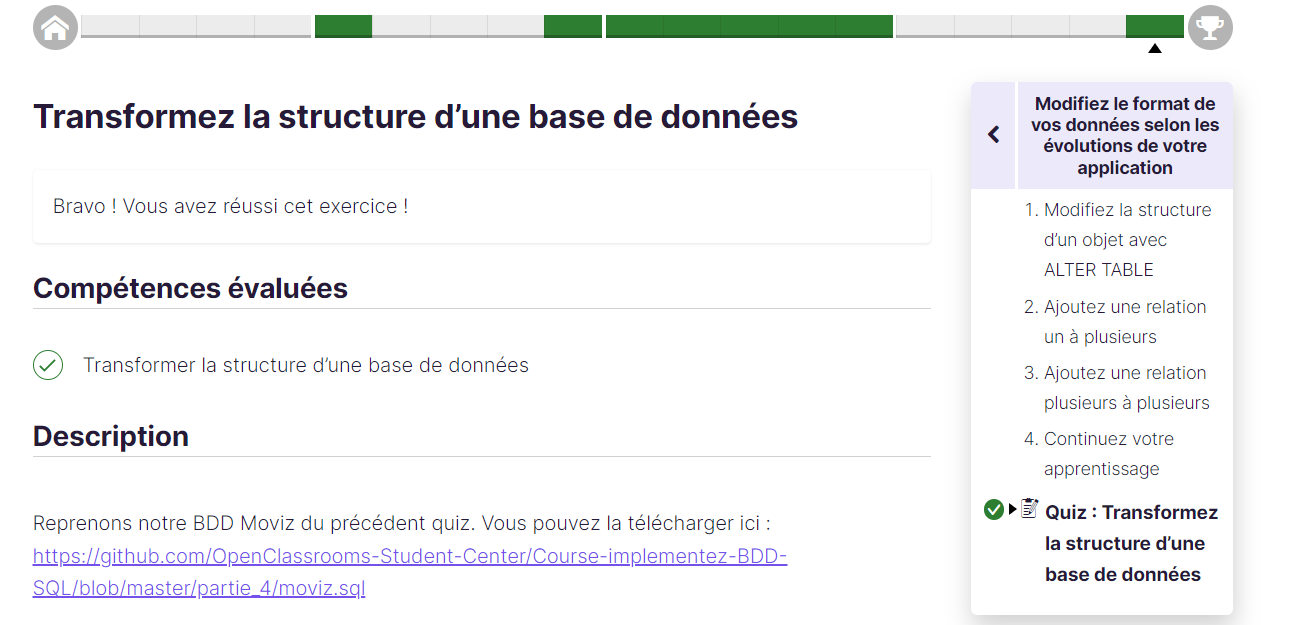 Transformez la structure d’une base de données
Bravo ! Vous avez réussi cet exercice !
Compétences évaluées
Transformer la structure d’une base de données
Description
Reprenons notre BDD Moviz du précédent quiz. Vous pouvez la télécharger ici :
https://github.com/OpenClassrooms-Student-Center/Course-implementez-BDD-
SQL/blob/master/partie_4/moviz.sql
Modifiez le format de
vos données selon les
évolutions de votre
application
1. Modifiez la structure
d’un objet avec
ALTER TABLE
2. Ajoutez une relation
un à plusieurs
3. Ajoutez une relation
plusieurs à plusieurs
4. Continuez votre
apprentissage
Quiz : Transformez
la structure d’une
base de données